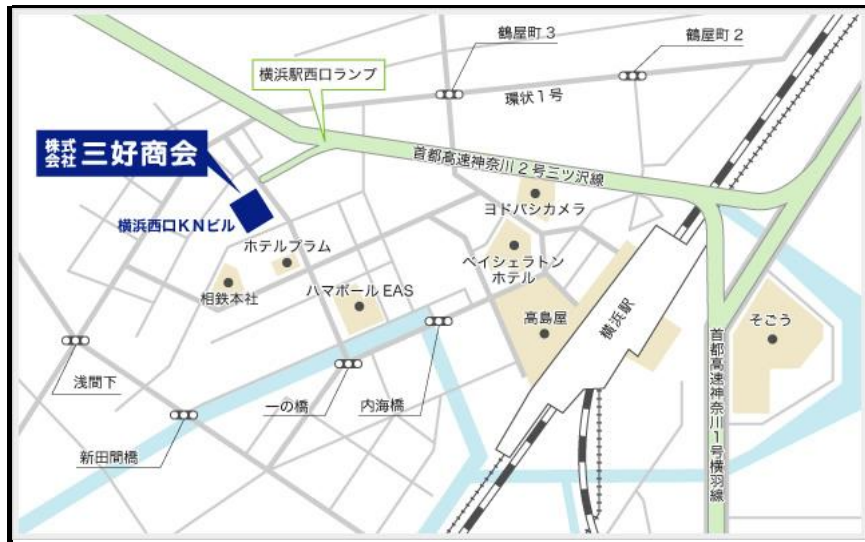 鶴屋町3
鶴屋町2
横浜駅西口ランプ
環状1号
株式
会社 三好商会
首都高速神奈川2号三ツ沢線
横浜西口KNビル
ヨドバシカメラ
ホテルプラム
ベイシェラトン
ホテル
相鉄本社
ハマボールEAS
高島屋
横浜駅
そごう
浅間下
一の橋
内海橋
新田間橋
首都高速神奈川1号横羽線